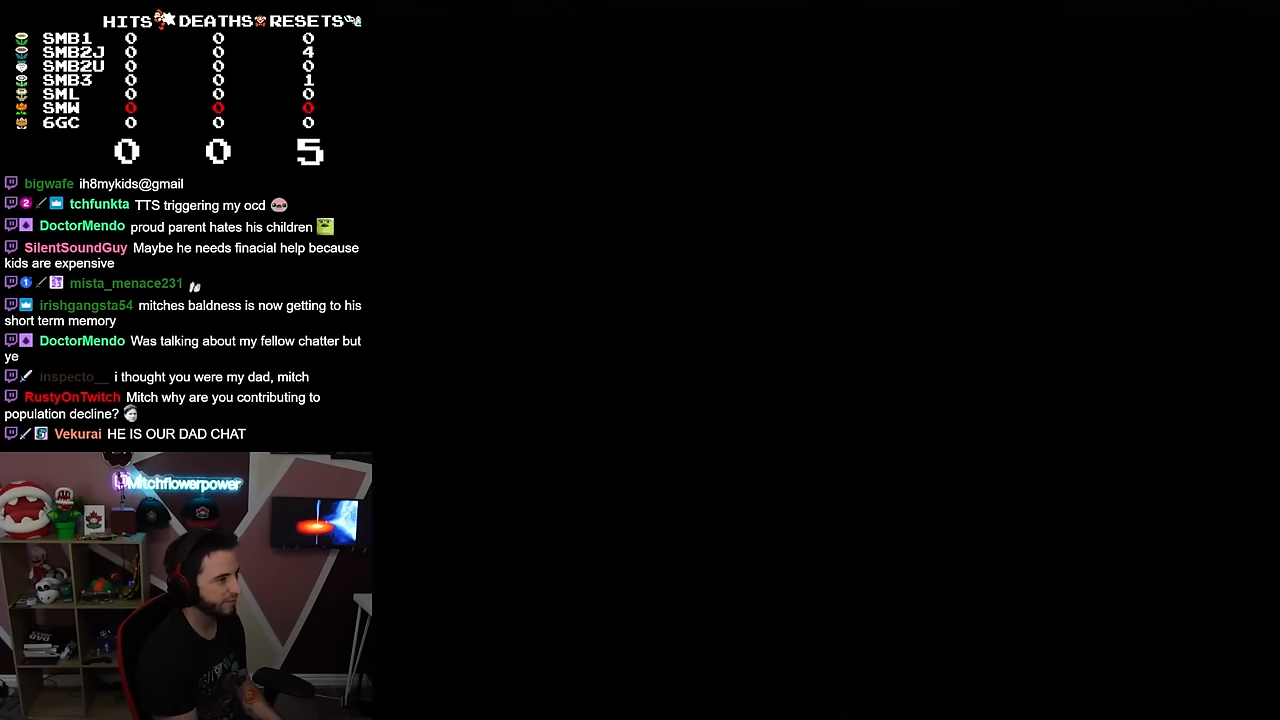 HITS DEATHS RESETS
SMB1 0 0 0
SMB2J 0 0 4
SMB2U 0 0 0
SMB3 0 0 1
SML 0 0 0
SMW 0 0 0
6GC 0 0 0
0 0 5
bigwafe ih8mykids@gmail
2 tchfunkta TTS triggering my ocd
DoctorMendo proud parent hates his children
SilentSoundGuy Maybe he needs finacial help because
kids are expensive
1 mista_menace231
irishgangsta54 mitches baldness is now getting to his
short term memory
DoctorMendo Was talking about my fellow chatter but
ye
inspecto__ i thought you were my dad, mitch
RustyOnTwitch Mitch why are you contributing to
population decline?
Vekurai HE IS OUR DAD CHAT
Mitchflowerpower